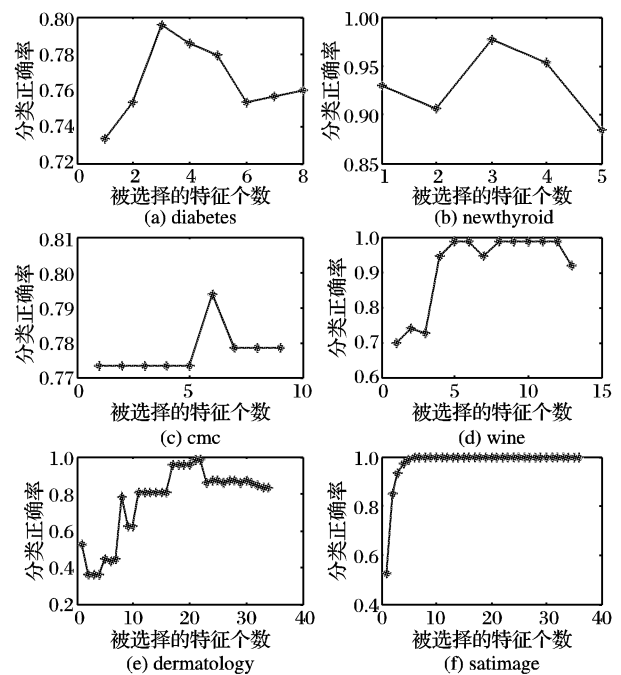 0.80
0.78
0.76
0.74
0.72
分类正确率
0 2 4 6 8
被选择的特征个数
(a) diabetes
1.00
0.95
0.90
0.85
分类正确率
1 2 3 4 5
被选择的特征个数
(b) newthyroid
0.81
0.80
0.79
0.78
0.77
分类正确率
0 5 10
被选择的特征个数
(c) cmc
1.0
0.9
0.8
0.7
0.6
分类正确率
0 5 10 15
被选择的特征个数
(d) wine
1.0
0.8
0.6
0.4
0.2
分类正确率
0 10 20 30 40
被选择的特征个数
(e) dermatology
1.0
0.8
0.6
0.4
分类正确率
0 10 20 30 40
被选择的特征个数
(f) satimage